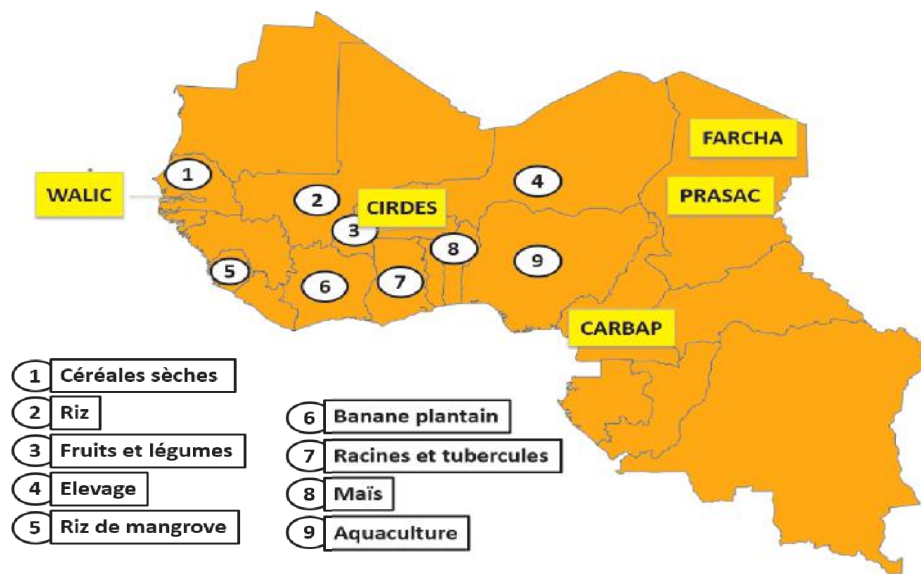 FARCHA
WALIC
1
2
CIRDES
4
PRASAC
3
8
5
6
7
9
CARBAP
1 Céréales sèches
2 Riz
3 Fruits et légumes
4 Elevage
5 Riz de mangrove
6 Banane plantain
7 Racines et tubercules
8 Maïs
9 Aquaculture